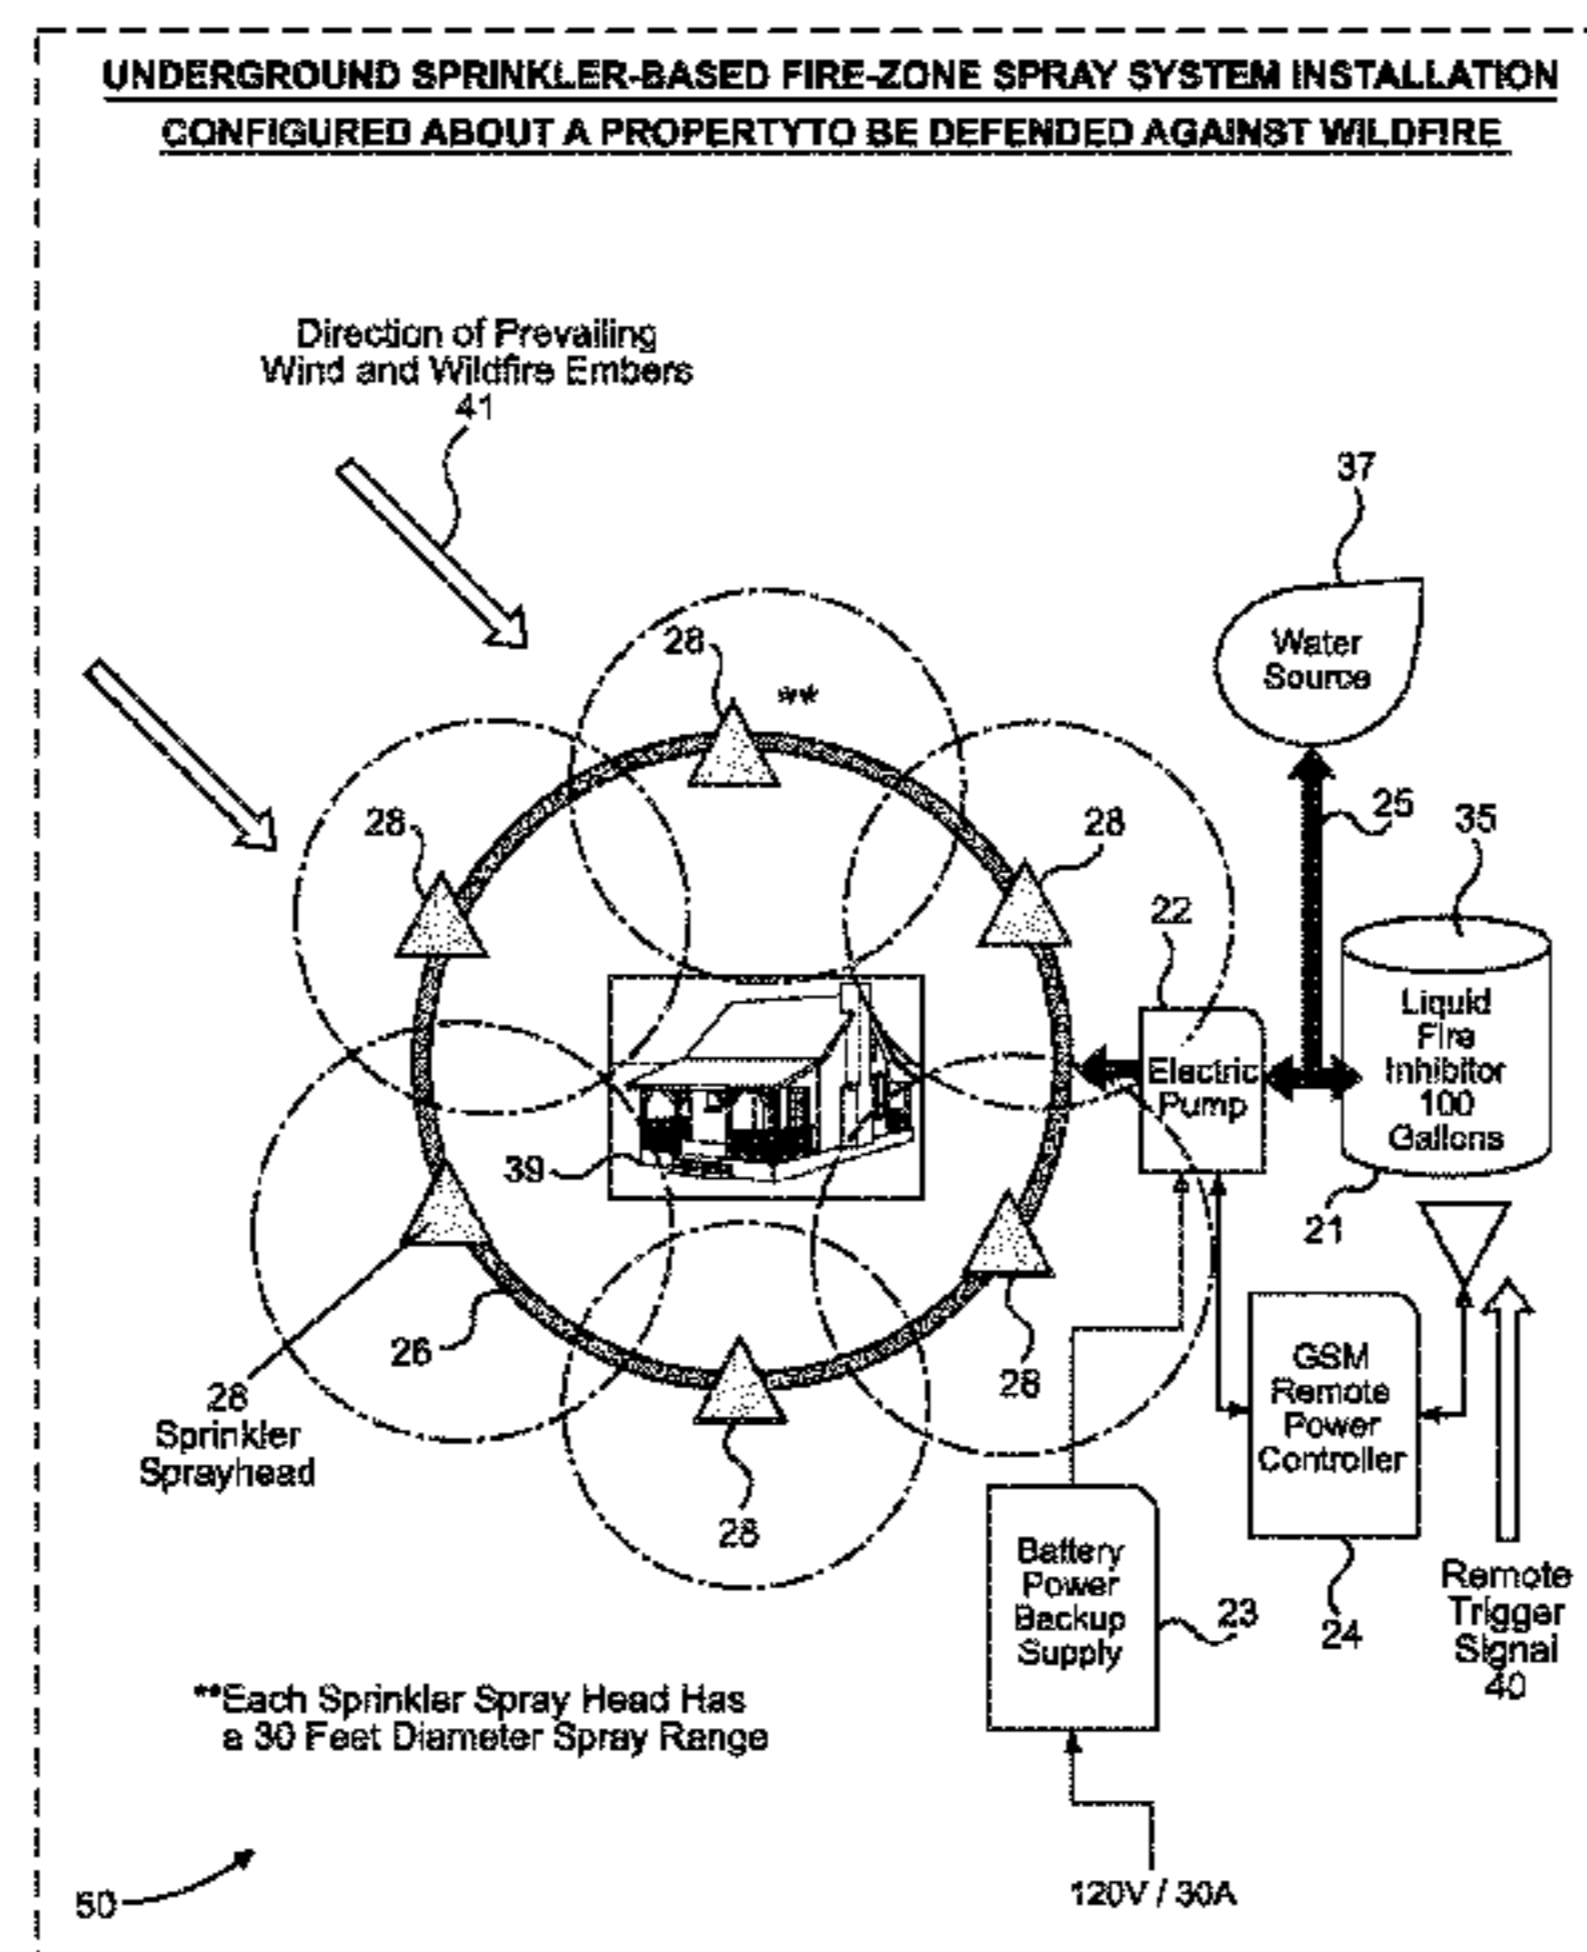 UNDERGROUND SPRINKLER-BASED FIRE-ZONE SPRAY SYSTEM INSTALLATION
CONFIGURED ABOUT A PROPERTYTO BE DEFENDED AGAINST WILDFIRE
Direction of Prevailing
Wind and Wildfire Embers
41
37
Water
Source
28
**
28
28
25
35
22
Liquid
Fire
Inhibitor
100
Gallons
Electric
Pump
39
21
26
28
Sprinkler
Sprayhead
28
GSM
Remote
Power
Controller
28
Battery
Power
Backup
Supply
23
24
Remote
Trigger
Signal
40
**Each Sprinkler Spray Head Has
a 30 Feet Diameter Spray Range
120V / 30A
50